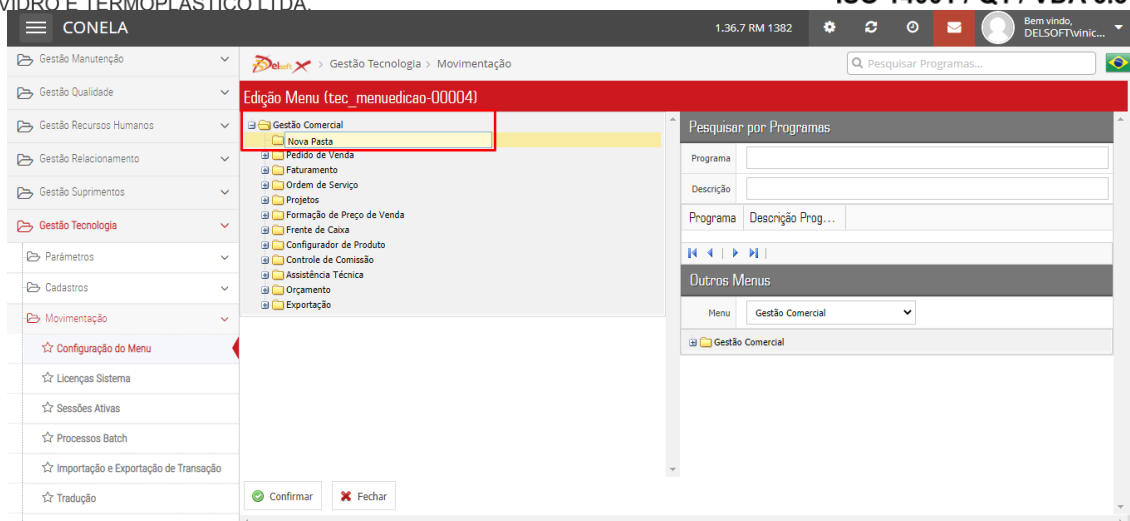 VIDRO E TERMOPLASTICO LTDA.
CONELA
1.36.7 RM 1382
Bem vindo,
DELSOFT\vinic...
Gestão Manutenção
Gestão Qualidade
Gestão Recursos Humanos
Gestão Relacionamento
Gestão Suprimentos
Gestão Tecnologia
Parámetros
Cadastros
Movimentação
Configuração do Menu
Licenças Sistema
Sessões Ativas
Processos Batch
Importação e Exportação de Transação
Tradução
Delsoft X > Gestão Tecnologia > Movimentação
Pesquisar Programas...
Edição Menu (tec_menuedicao-00004)
Gestão Comercial
Nova Pasta
Pedido de Venda
Faturamento
Ordem de Serviço
Projetos
Formação de Preço de Venda
Frente de Caixa
Configurador de Produto
Controle de Comissão
Assistência Técnica
Orçamento
Exportação
Pesquisar por Programas
Programa
Descrição
Programa Descrição Prog...
Outros Menus
Menu Gestão Comercial
Gestão Comercial
Confirmar Fechar